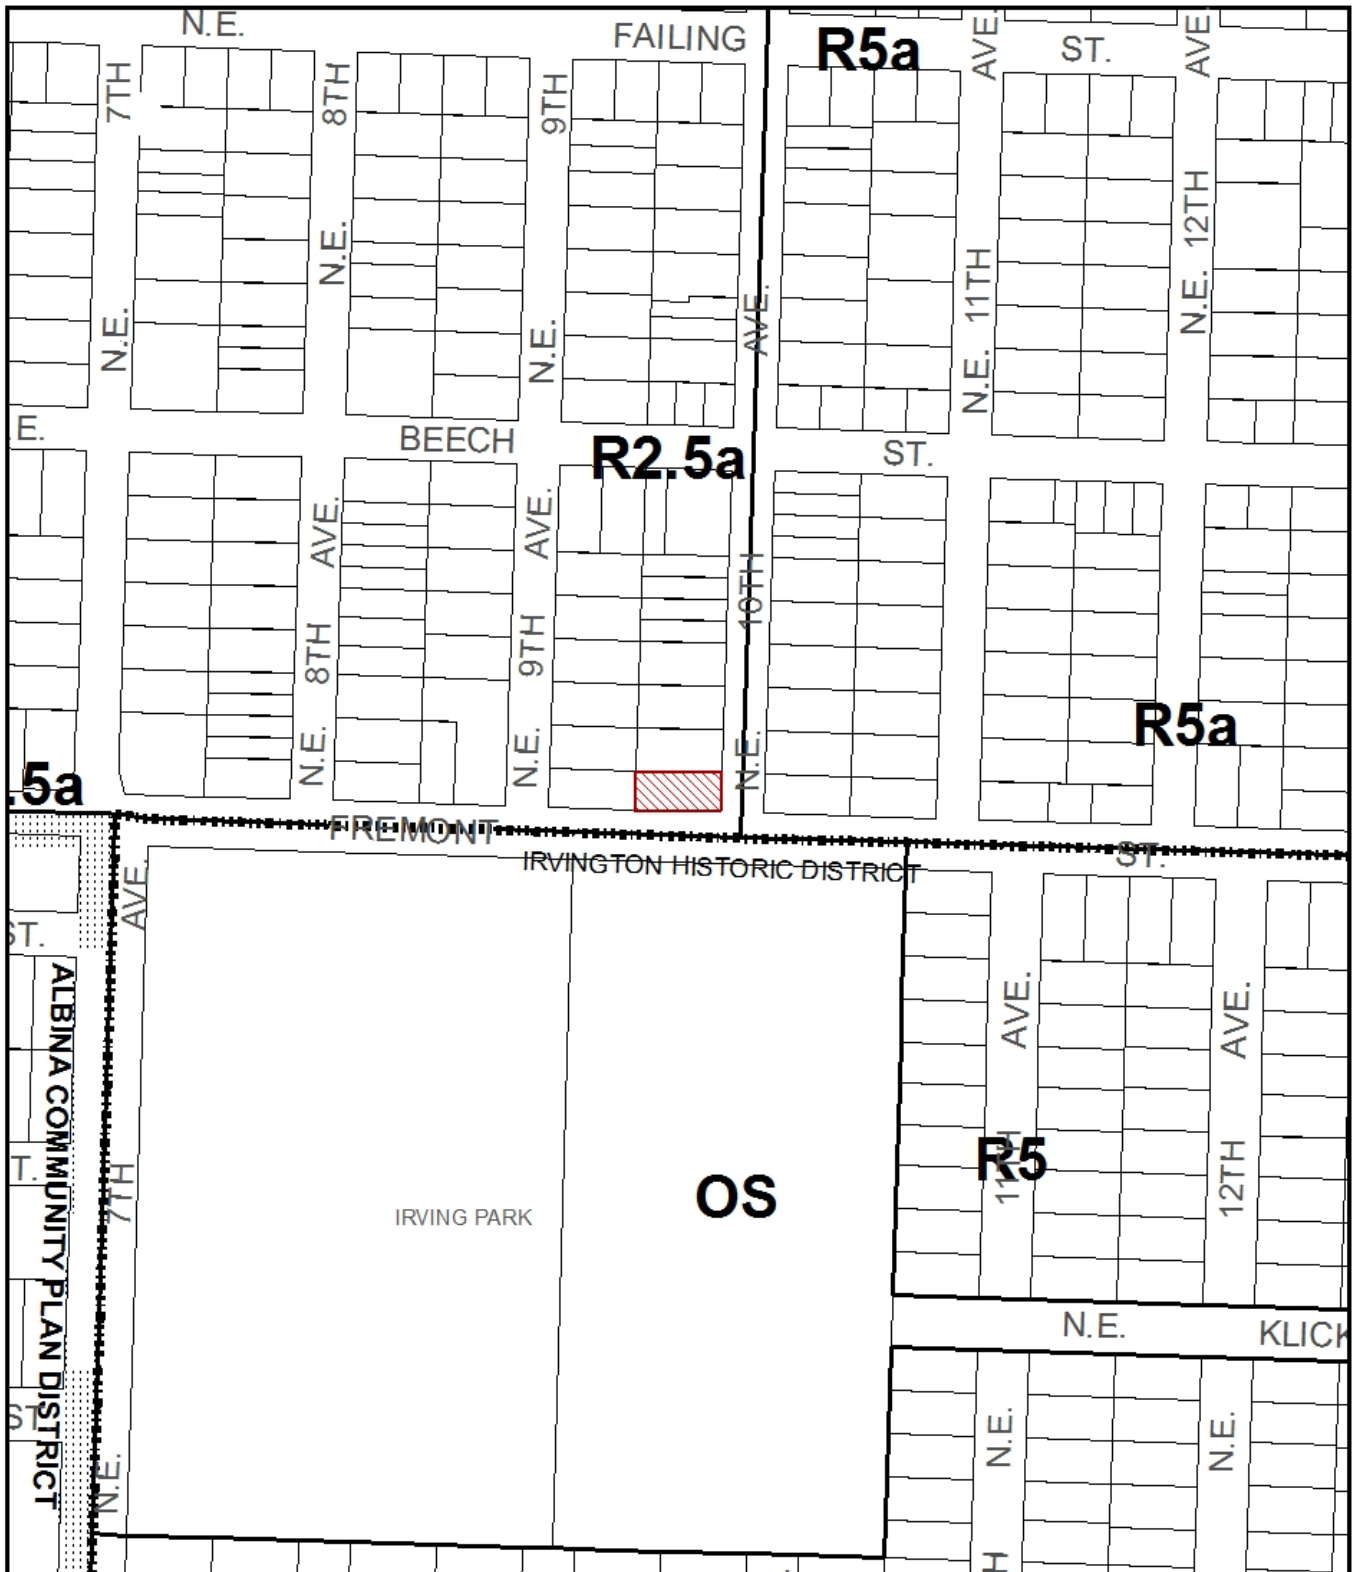 N.E.
FAILING
R5a
AVE.
ST.
AVE.
7TH
8TH
9TH
12TH
N.E.
11TH
N.E.
AVE.
N.E.
N.E.
N.E.
E.
BEECH
R2.5a
ST.
AVE.
AVE.
10TH
8TH
9TH
R5a
N.E.
N.E.
N.E.
.5a
FREMONT
IRVINGTON HISTORIC DISTRICT
ST.
AVE.
ST.
ALBINA COMMUNITY PLAN DISTRICT
AVE.
AVE.
T.
7TH
IRVING PARK
OS
R5
11TH
12TH
N.E.
KLICK
ST.
N.E.
N.E.
N.E.
H